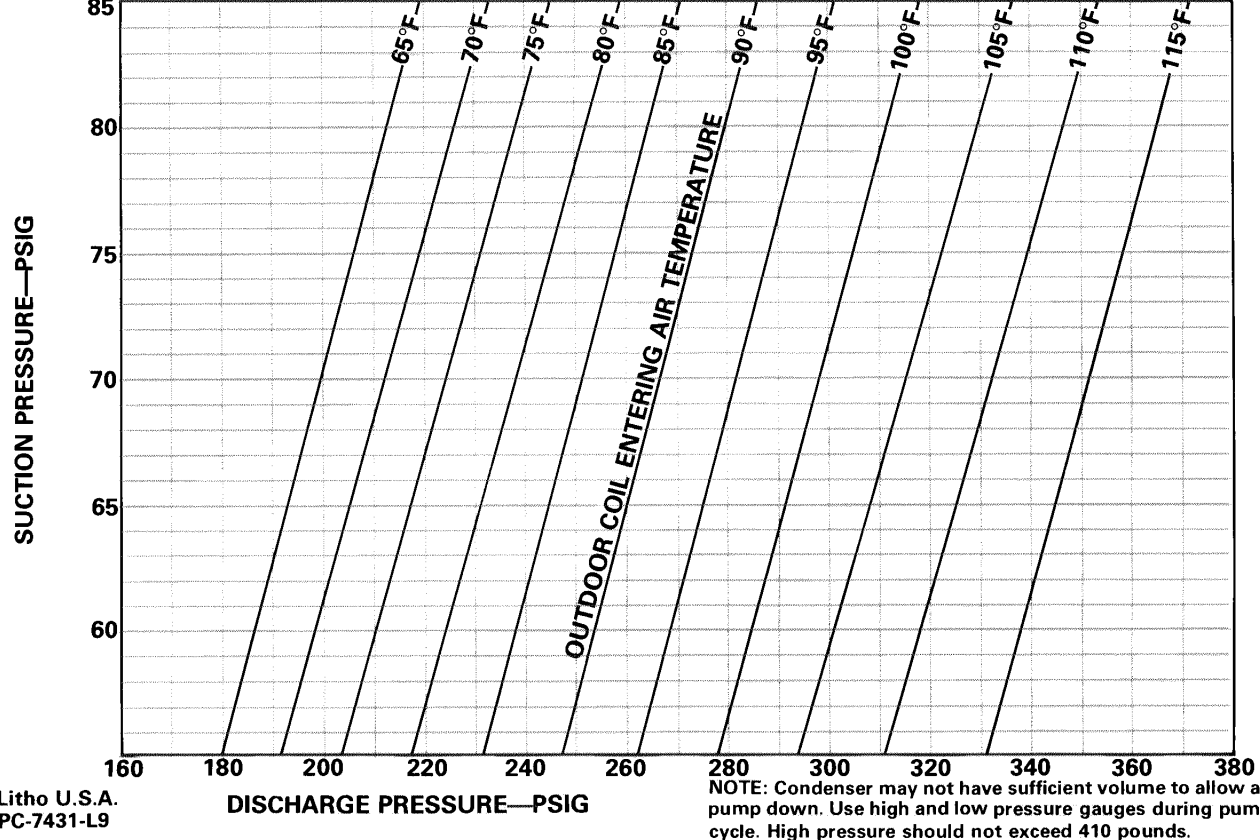 85
65°F
70°F
75°F
80°F
85°F
90°F
95°F
100°F
105°F
110°F
115°F
80
75
70
65
60
SUCTION PRESSURE—PSIG
OUTDOOR COIL ENTERING AIR TEMPERATURE
160 180 200 220 240 260 280 300 320 340 360 380
DISCHARGE PRESSURE—PSIG
Litho U.S.A.
PC-7431-L9
NOTE: Condenser may not have sufficient volume to allow a
pump down. Use high and low pressure gauges during pum
cycle. High pressure should not exceed 410 pounds.